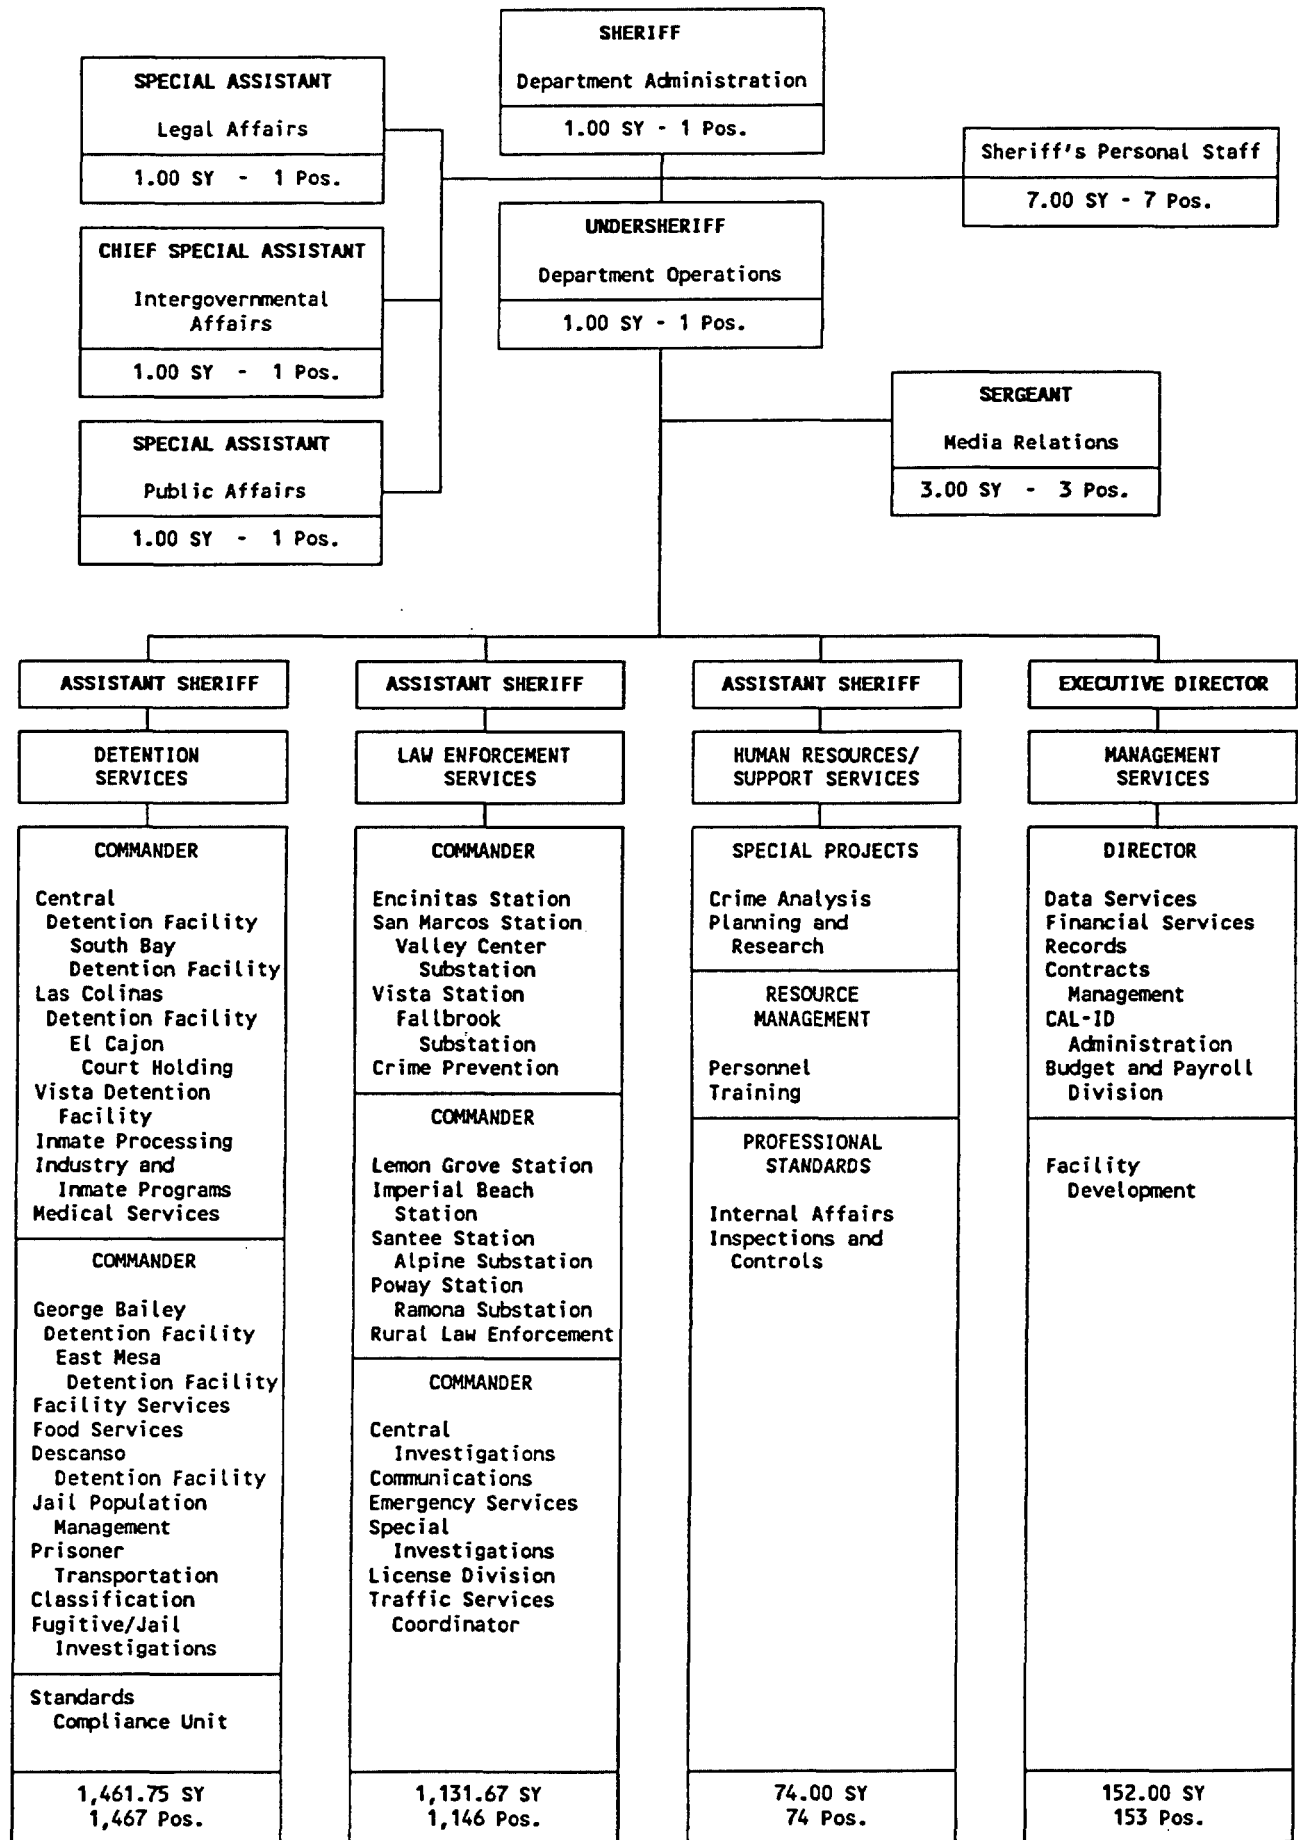 SHERIFF
Department Administration
1.00 SY - 1 Pos.
SPECIAL ASSISTANT
Legal Affairs
1.00 SY - 1 Pos.
Sheriff's Personal Staff
7.00 SY - 7 Pos.
UNDERSHERIFF
Department Operations
1.00 SY - 1 Pos.
CHIEF SPECIAL ASSISTANT
Intergovernmental
Affairs
1.00 SY - 1 Pos.
SERGEANT
Media Relations
3.00 SY - 3 Pos.
SPECIAL ASSISTANT
Public Affairs
1.00 SY - 1 Pos.
ASSISTANT SHERIFF
DETENTION
SERVICES
COMMANDER
Central
Detention Facility
South Bay
Detention Facility
Las Colinas
Detention Facility
El Cajon
Court Holding
Vista Detention
Facility
Inmate Processing
Industry and
Inmate Programs
Medical Services
COMMANDER
George Bailey
Detention Facility
East Mesa
Detention Facility
Facility Services
Food Services
Descanso
Detention Facility
Jail Population
Management
Prisoner
Transportation
Classification
Fugitive/Jail
Investigations
Standards
Compliance Unit
1,461.75 SY
1,467 Pos.
ASSISTANT SHERIFF
LAW ENFORCEMENT
SERVICES
COMMANDER
Encinitas Station
San Marcos Station
Valley Center
Substation
Vista Station
Fallbrook
Substation
Crime Prevention
COMMANDER
Lemon Grove Station
Imperial Beach
Station
Santee Station
Alpine Substation
Poway Station
Ramona Substation
Rural Law Enforcement
COMMANDER
Central
Investigations
Communications
Emergency Services
Special
Investigations
License Division
Traffic Services
Coordinator
1,131.67 SY
1,146 Pos.
ASSISTANT SHERIFF
HUMAN RESOURCES/
SUPPORT SERVICES
SPECIAL PROJECTS
Crime Analysis
Planning and
Research
RESOURCE
MANAGEMENT
Personnel
Training
PROFESSIONAL
STANDARDS
Internal Affairs
Inspections and
Controls
74.00 SY
74 Pos.
EXECUTIVE DIRECTOR
MANAGEMENT
SERVICES
DIRECTOR
Data Services
Financial Services
Records
Contracts
Management
CAL-ID
Administration
Budget and Payroll
Division
Facility
Development
152.00 SY
153 Pos.